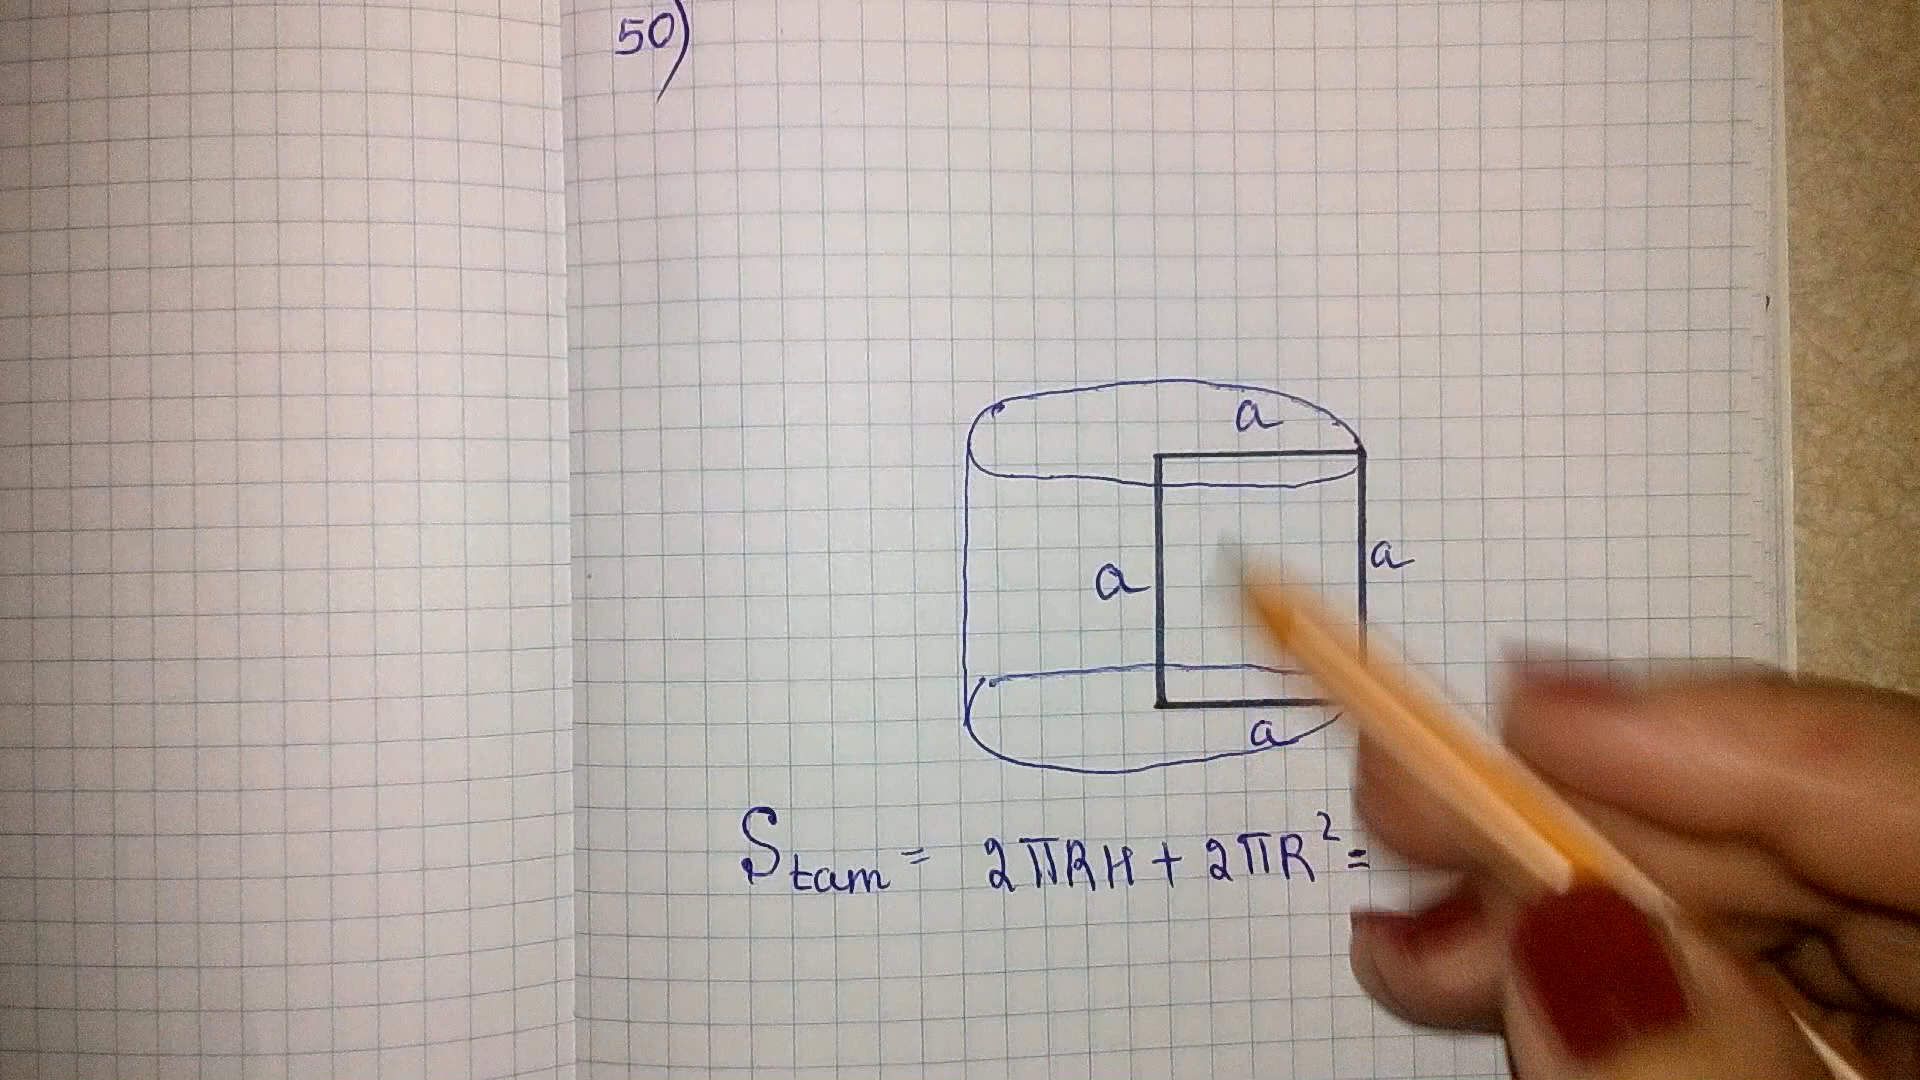 50)
a
a
a
a
Stam = 2πRH + 2πR² =